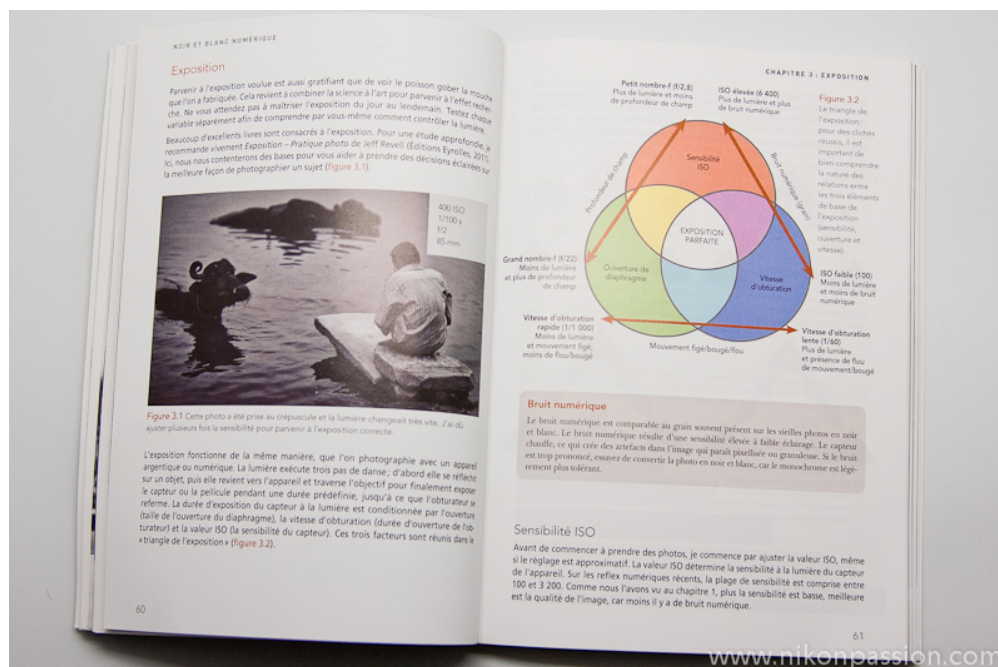 NOIR ET BLANC NUMÉRIQUE
Exposition
Parvenir à l'exposition voulue est aussi gratifiant que de voir le poisson gober la mouche
que l'on a fabriquée. Cela revient à combiner la science à l'art pour parvenir à l'effet recher-
ché. Ne vous attendez pas à maîtriser l'exposition du jour au lendemain. Testez chaque
variable séparément afin de comprendre par vous-même comment contrôler la lumière.
Beaucoup d'excellents livres sont consacrés à l'exposition. Pour une étude approfondie, je
recommande vivement Exposition – Pratique photo de Jeff Revell (Éditions Eyrolles, 2011).
Ici, nous nous contenterons des bases pour vous aider à prendre des décisions éclairées sur
la meilleure façon de photographier un sujet (figure 3.1).
400 ISO
1/100 s
f/2
85 mm
Figure 3.1 Cette photo a été prise au crépuscule et la lumière changeait très vite. J'ai dû
ajuster plusieurs fois la sensibilité pour parvenir à l'exposition correcte.
L'exposition fonctionne de la même manière, que l'on photographie avec un appareil
argentique ou numérique. La lumière exécute trois pas de danse ; d'abord elle se réfléchit
sur un objet, puis elle revient vers l'appareil et traverse l'objectif pour finalement exposer
le capteur ou la pellicule pendant une durée prédéfinie, jusqu'à ce que l'obturateur se
referme. La durée d'exposition du capteur à la lumière est conditionnée par l'ouverture
(taille de l'ouverture du diaphragme), la vitesse d'obturation (durée d'ouverture de l'ob-
turateur) et la valeur ISO (la sensibilité du capteur). Ces trois facteurs sont réunis dans le
« triangle de l'exposition » (figure 3.2).
60
CHAPITRE 3 : EXPOSITION
Petit nombre-f (f/2,8)
Plus de lumière et moins
de profondeur de champ
ISO élevée (6 400)
Plus de lumière et plus
de bruit numérique
Figure 3.2
Le triangle de
l'exposition :
pour des clichés
réussis, il est
important de
bien comprendre
la nature des
relations entre
les trois éléments
de base de
l'exposition
(sensibilité,
ouverture et
vitesse).
Profondeur de champ
Sensibilité
ISO
Bruit numérique (grain)
EXPOSITION
PARFAITE
Grand nombre-f (f/22)
Moins de lumière
et plus de profondeur
de champ
Ouverture de
diaphragme
Vitesse
d'obturation
ISO faible (100)
Moins de lumière
et moins de bruit
numérique
Vitesse d'obturation
rapide (1/1 000)
Moins de lumière
et mouvement figé,
moins de flou/bougé
Mouvement figé/bougé/flou
Vitesse d'obturation
lente (1/60)
Plus de lumière
et présence de flou
de mouvement/bougé
Bruit numérique
Le bruit numérique est comparable au grain souvent présent sur les vieilles photos en noir
et blanc. Le bruit numérique résulte d'une sensibilité élevée à faible éclairage. Le capteur
chauffe, ce qui crée des artefacts dans l'image qui paraît pixellisée ou granuleuse. Si le bruit
est trop prononcé, essayez de convertir la photo en noir et blanc, car le monochrome est légè-
rement plus tolérant.
Sensibilité ISO
Avant de commencer à prendre des photos, je commence par ajuster la valeur ISO, même
si le réglage est approximatif. La valeur ISO détermine la sensibilité à la lumière du capteur
de l'appareil. Sur les reflex numériques récents, la plage de sensibilité est comprise entre
100 et 3 200. Comme nous l'avons vu au chapitre 1, plus la sensibilité est basse, meilleure
est la qualité de l'image, car moins il y a de bruit numérique.
61
www.nikonpassion.com